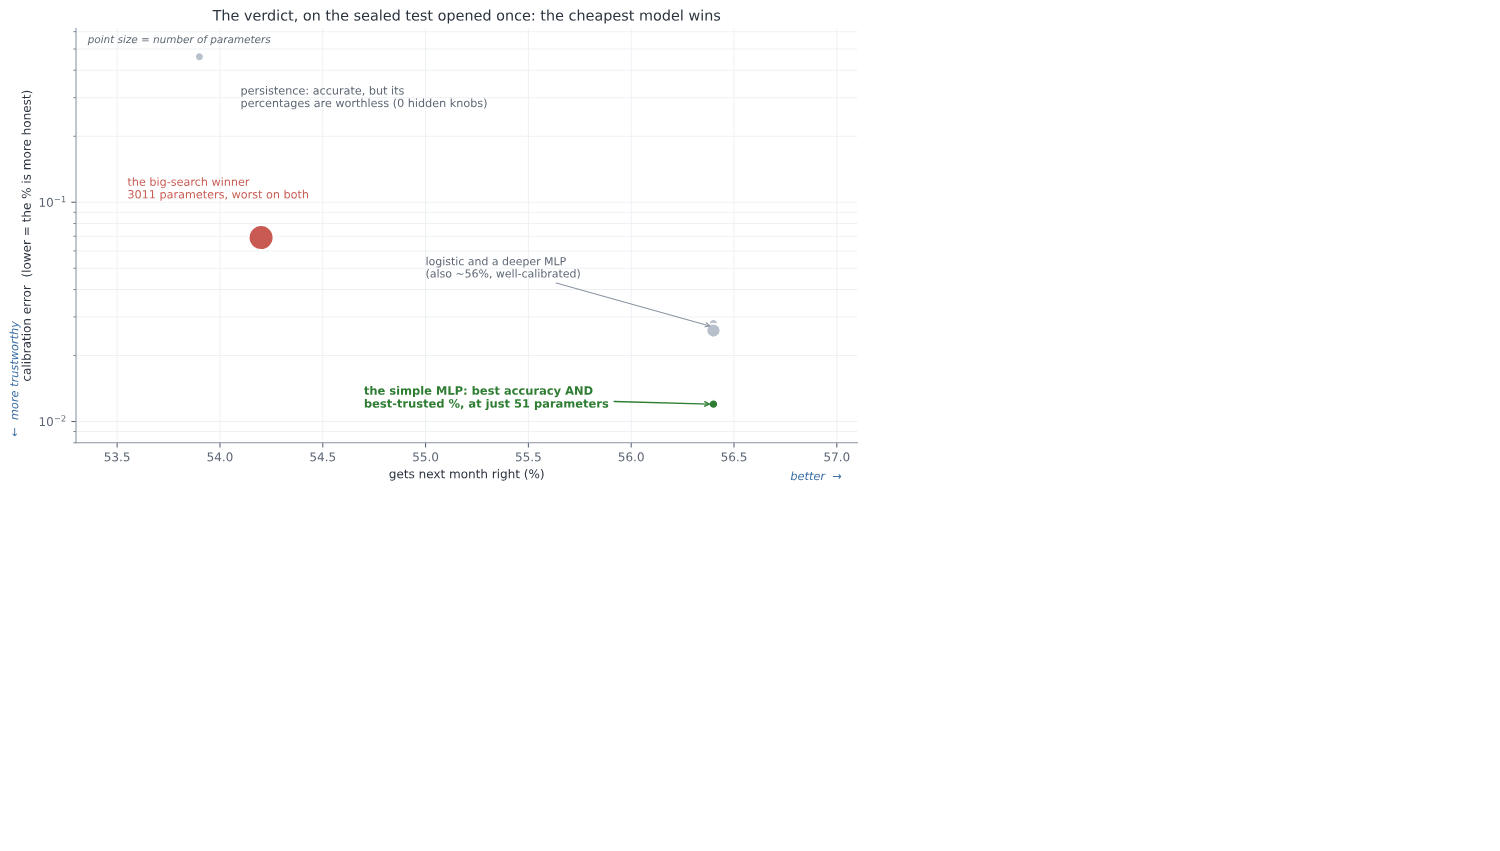 The verdict, on the sealed test opened once: the cheapest model wins
point size = number of parameters
persistence: accurate, but its
percentages are worthless (0 hidden knobs)
the big-search winner
3011 parameters, worst on both
logistic and a deeper MLP
(also ~56%, well-calibrated)
the simple MLP: best accuracy AND
best-trusted %, at just 51 parameters
calibration error  (lower = the % is more honest)
← more trustworthy
10⁻¹
10⁻²
53.5 54.0 54.5 55.0 55.5 56.0 56.5 57.0
gets next month right (%)
better →